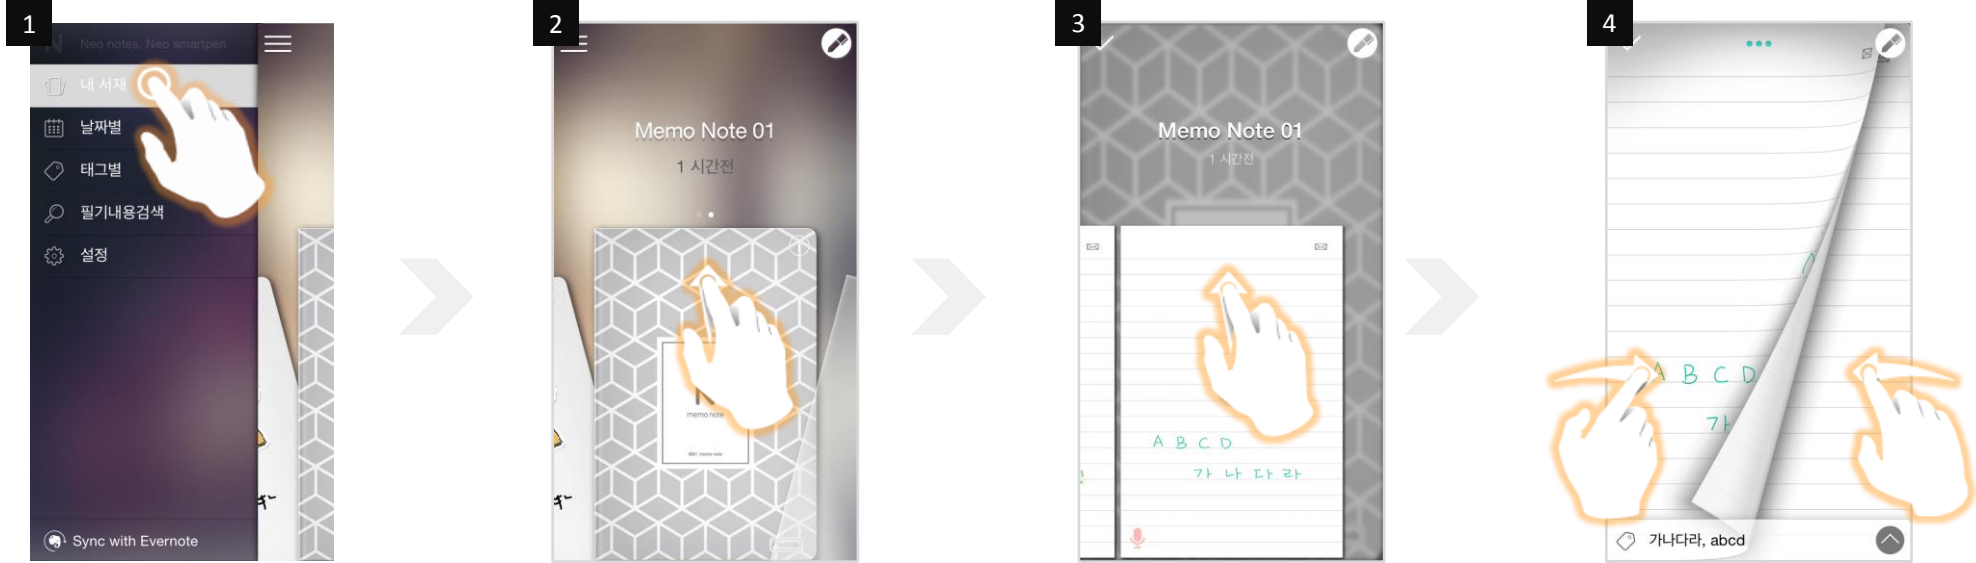 1
Neo notes, Neo smartpen
내 서재
날짜별
태그별
필기내용검색
설정
Sync with Evernote
2
Memo Note 01
1 시간전
memo note
3
Memo Note 01
1 시간전
A B C D
가 나 다 라
4
A B C D
가
가나다라, abcd